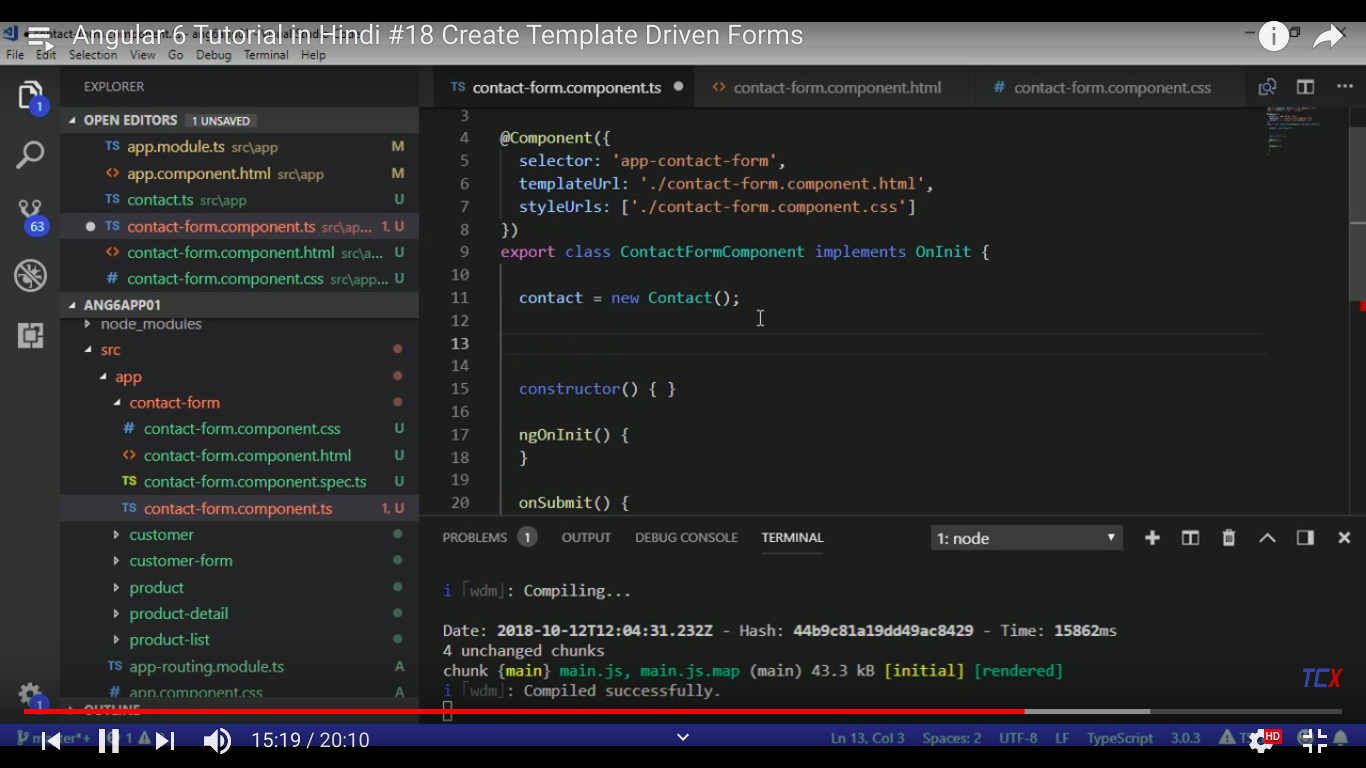 Angular 6 Tutorial in Hindi #18 Create Template Driven Forms
File Edit Selection View Go Debug Terminal Help
EXPLORER
OPEN EDITORS 1 UNSAVED
TS app.module.ts src\app M
<> app.component.html src\app M
TS contact.ts src\app U
TS contact-form.component.ts src\ap... 1, U
<> contact-form.component.html src\a... U
# contact-form.component.css src\app... U
ANG6APP01
node_modules
src
app
contact-form
# contact-form.component.css U
<> contact-form.component.html U
TS contact-form.component.spec.ts U
TS contact-form.component.ts 1, U
customer
customer-form
product
product-detail
product-list
TS app-routing.module.ts A
# app.component.css A
OUTLINE
1
63
1
TS contact-form.component.ts
<> contact-form.component.html
# contact-form.component.css
3
4 @Component({
5 selector: 'app-contact-form',
6 templateUrl: './contact-form.component.html',
7 styleUrls: ['./contact-form.component.css']
8 })
9 export class ContactFormComponent implements OnInit {
10
11 contact = new Contact();
12
13
14
15 constructor() { }
16
17 ngOnInit() {
18 }
19
20 onSubmit() {
PROBLEMS 1 OUTPUT DEBUG CONSOLE TERMINAL 1: node
i ｢wdm｣: Compiling...
Date: 2018-10-12T12:04:31.232Z - Hash: 44b9c81a19dd49ac8429 - Time: 15862ms
4 unchanged chunks
chunk {main} main.js, main.js.map (main) 43.3 kB [initial] [rendered]
i ｢wdm｣: Compiled successfully.
TCX
15:19 / 20:10
Ln 13, Col 3 Spaces: 2 UTF-8 LF TypeScript 3.0.3
HD